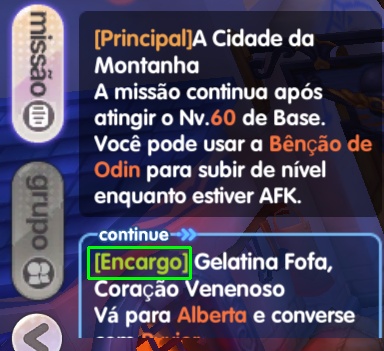 missão
grupo
[Principal]A Cidade da
Montanha
A missão continua após
atingir o Nv.60 de Base.
Você pode usar a Bênção de
Odin para subir de nível
enquanto estiver AFK.
continue
[Encargo] Gelatina Fofa,
Coração Venenoso
Vá para Alberta e converse